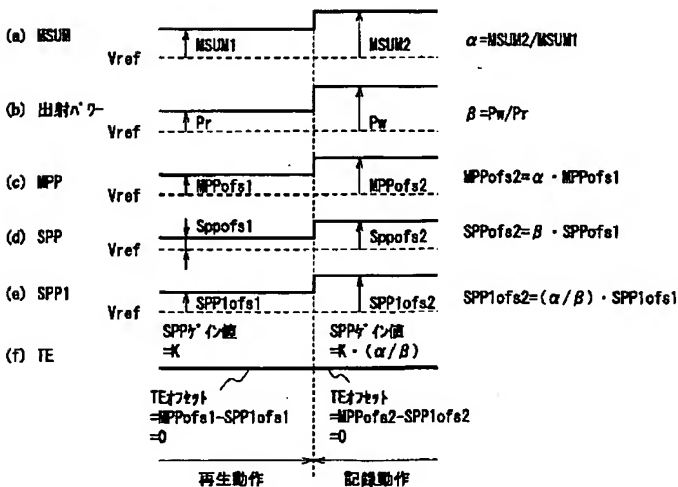 (a) MSUM
Vref
MSUM1
MSUM2
α=MSUM2/MSUM1
(b) 出射パワー
Vref
Pr
Pw
β=Pw/Pr
(c) MPP
Vref
MPPofs1
MPPofs2
MPPofs2=α・MPPofs1
(d) SPP
Vref
Sppofs1
Sppofs2
SPPofs2=β・SPPofs1
(e) SPP1
Vref
SPP1ofs1
SPP1ofs2
SPP1ofs2=(α/β)・SPP1ofs1
(f) TE
SPPゲイン値
=K
SPPゲイン値
=K・(α/β)
TEオフセット
=MPPofs1-SPP1ofs1
=0
TEオフセット
=MPPofs2-SPP1ofs2
=0
再生動作
記録動作